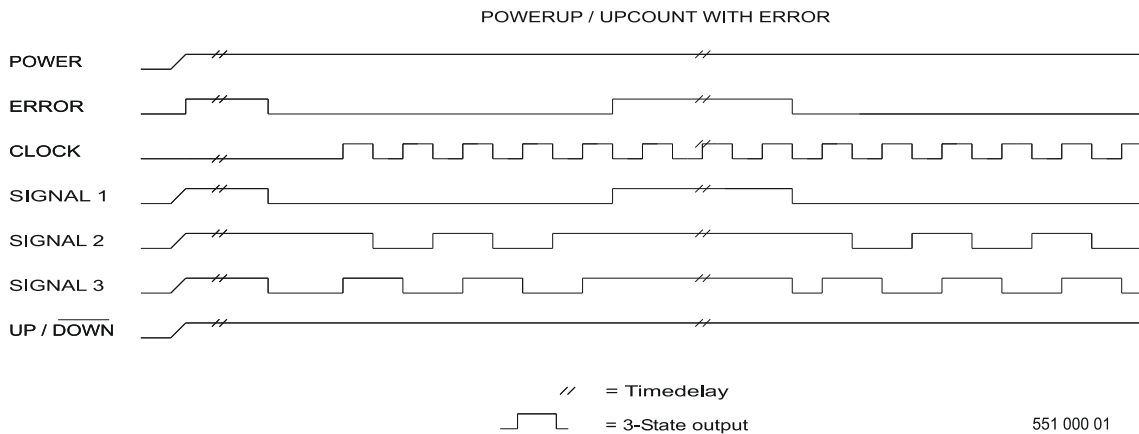 POWERUP / UPCOUNT WITH ERROR
POWER
ERROR
CLOCK
SIGNAL 1
SIGNAL 2
SIGNAL 3
UP / DOWN
// = Timedelay
= 3-State output
551 000 01